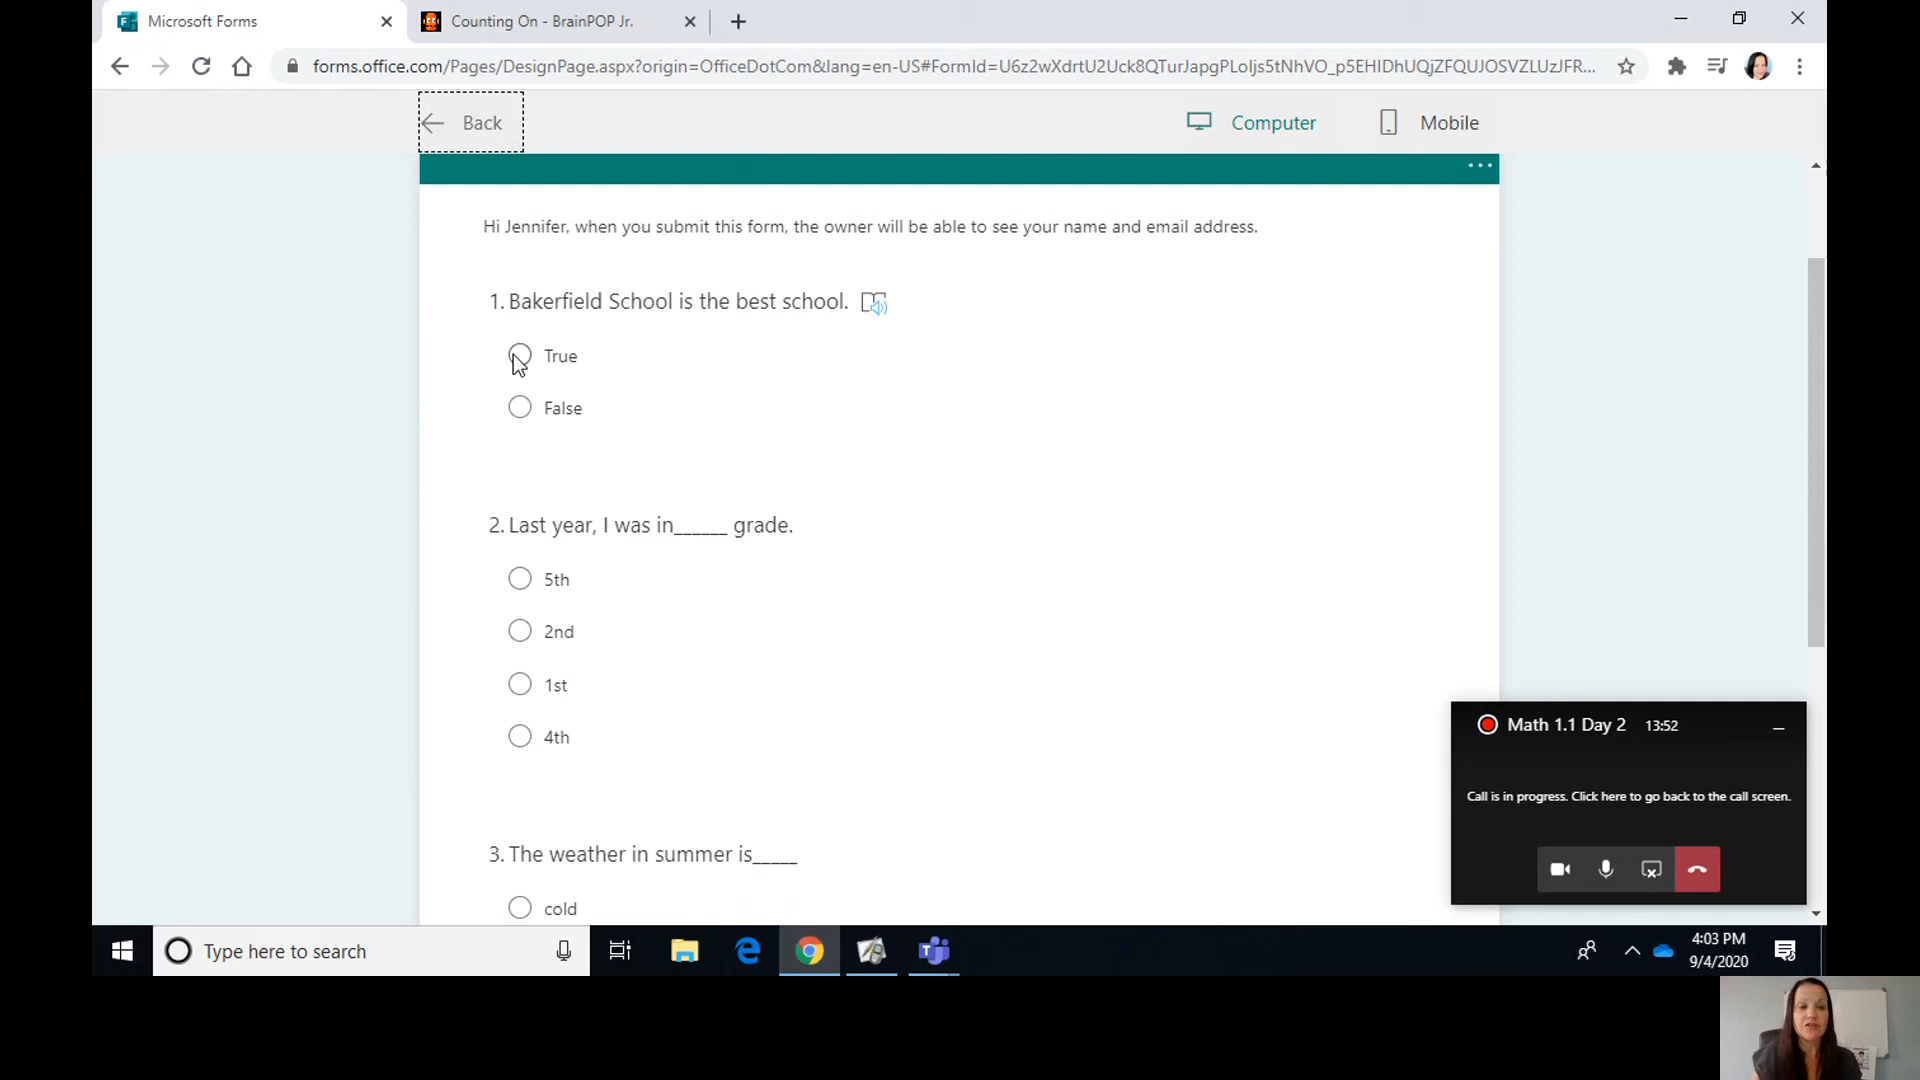 Microsoft Forms
Counting On - BrainPOP Jr.
forms.office.com/Pages/DesignPage.aspx?origin=OfficeDotCom&lang=en-US#FormId=U6z2wXdrtU2Uck8QTurJapgPLoljs5tNhVO_p5EHIDhUQjZFQUJOSVZLUzJFR...
Back
Computer
Mobile
Hi Jennifer, when you submit this form, the owner will be able to see your name and email address.
1. Bakerfield School is the best school.
True
False
2. Last year, I was in______ grade.
5th
2nd
1st
4th
3. The weather in summer is_____
cold
Math 1.1 Day 2 13:52
Call is in progress. Click here to go back to the call screen.
Type here to search
4:03 PM
9/4/2020